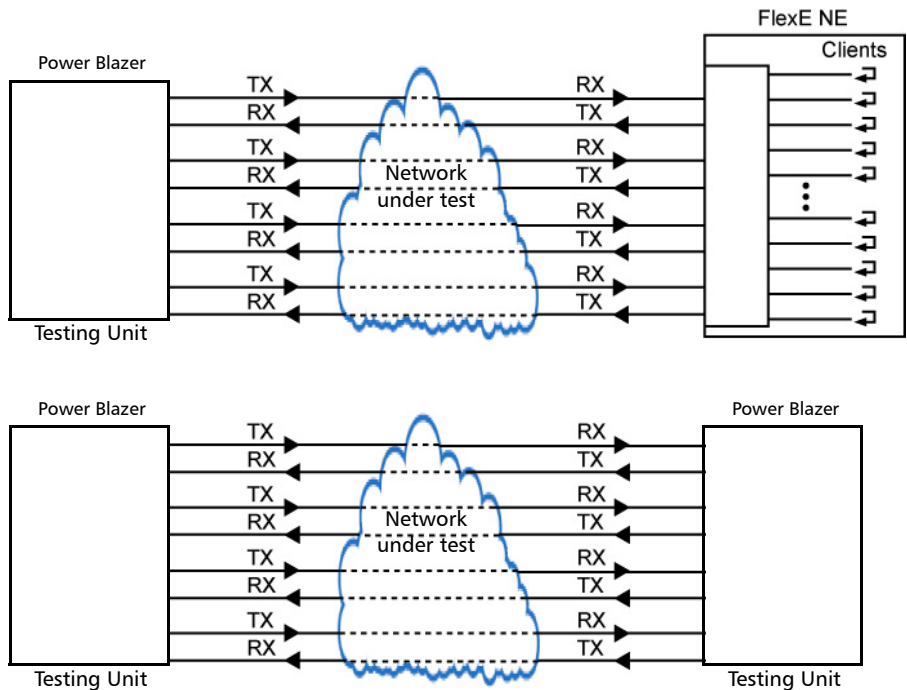 FlexE NE
Power Blazer
Clients
TX
RX
RX
TX
TX
RX
RX
TX
Network
under test
TX
RX
RX
TX
TX
RX
RX
TX
Testing Unit
Power Blazer
Power Blazer
TX
RX
RX
TX
TX
RX
RX
TX
Network
under test
TX
RX
RX
TX
TX
RX
RX
TX
Testing Unit
Testing Unit